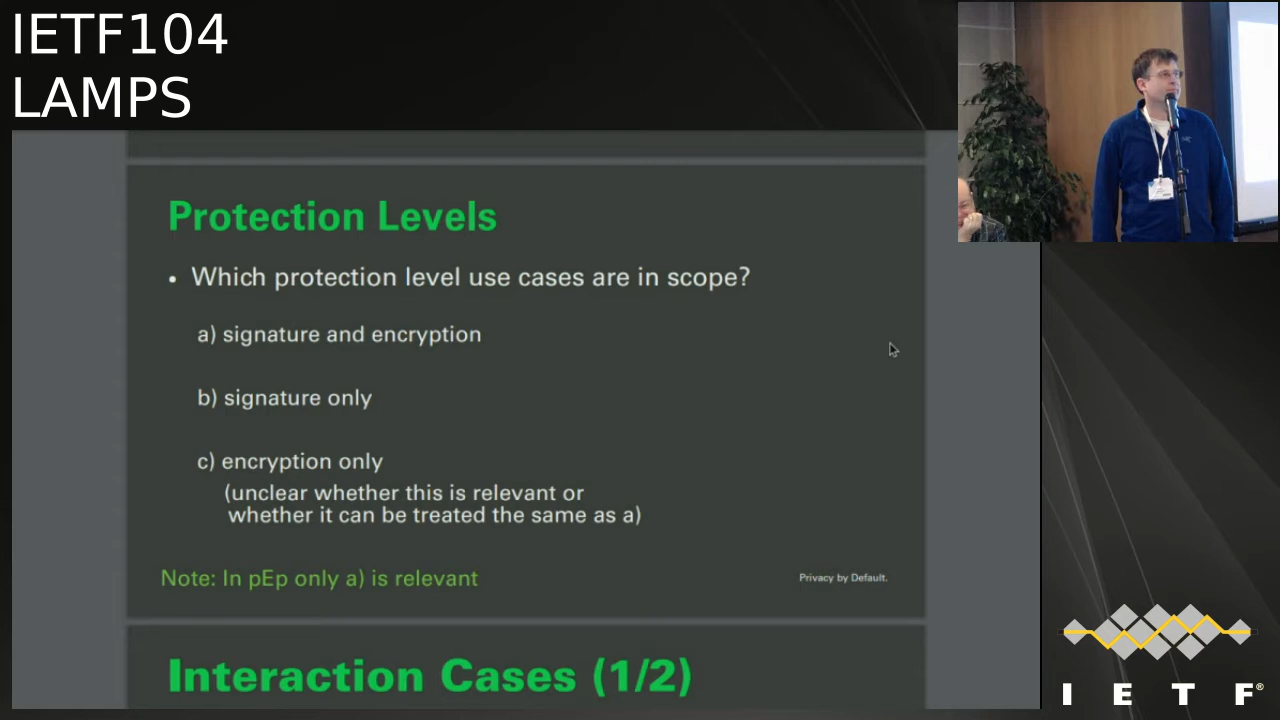 IETF104
LAMPS
Protection Levels
• Which protection level use cases are in scope?
a) signature and encryption
b) signature only
c) encryption only
(unclear whether this is relevant or
whether it can be treated the same as a)
Note: In pEp only a) is relevant
Privacy by Default.
Interaction Cases (1/2)
I E T F®